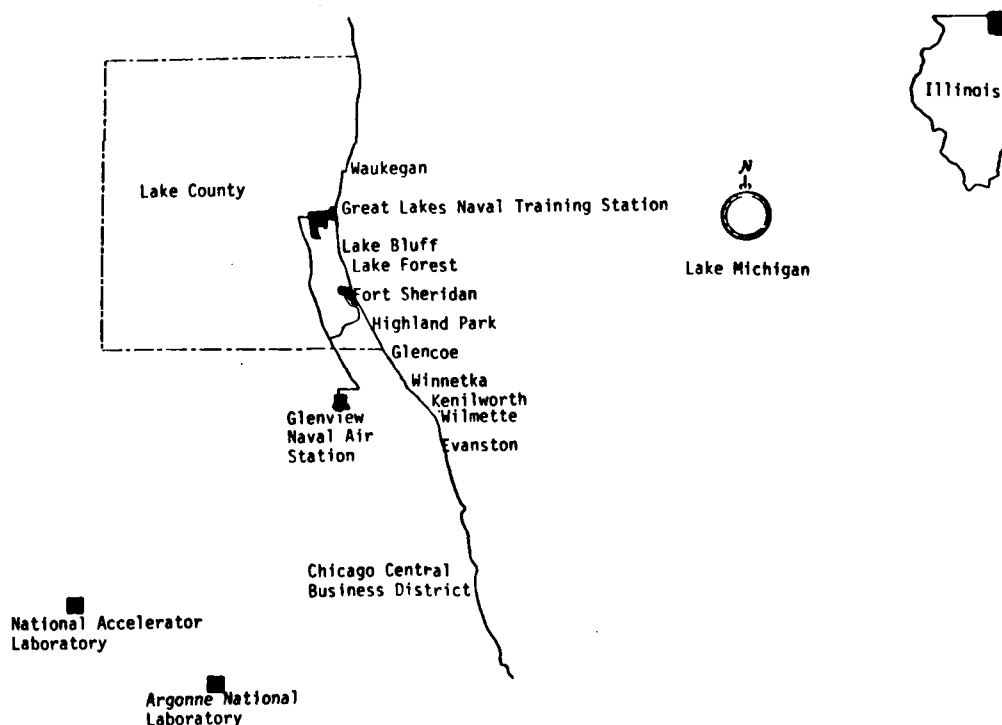 Illinois
Waukegan
Lake County
N
Great Lakes Naval Training Station
Lake Bluff
Lake Forest
Lake Michigan
Fort Sheridan
Highland Park
Glencoe
Winnetka
Kenilworth
Wilmette
Glenview
Naval Air
Station
Evanston
Chicago Central
Business District
National Accelerator
Laboratory
Argonne National
Laboratory